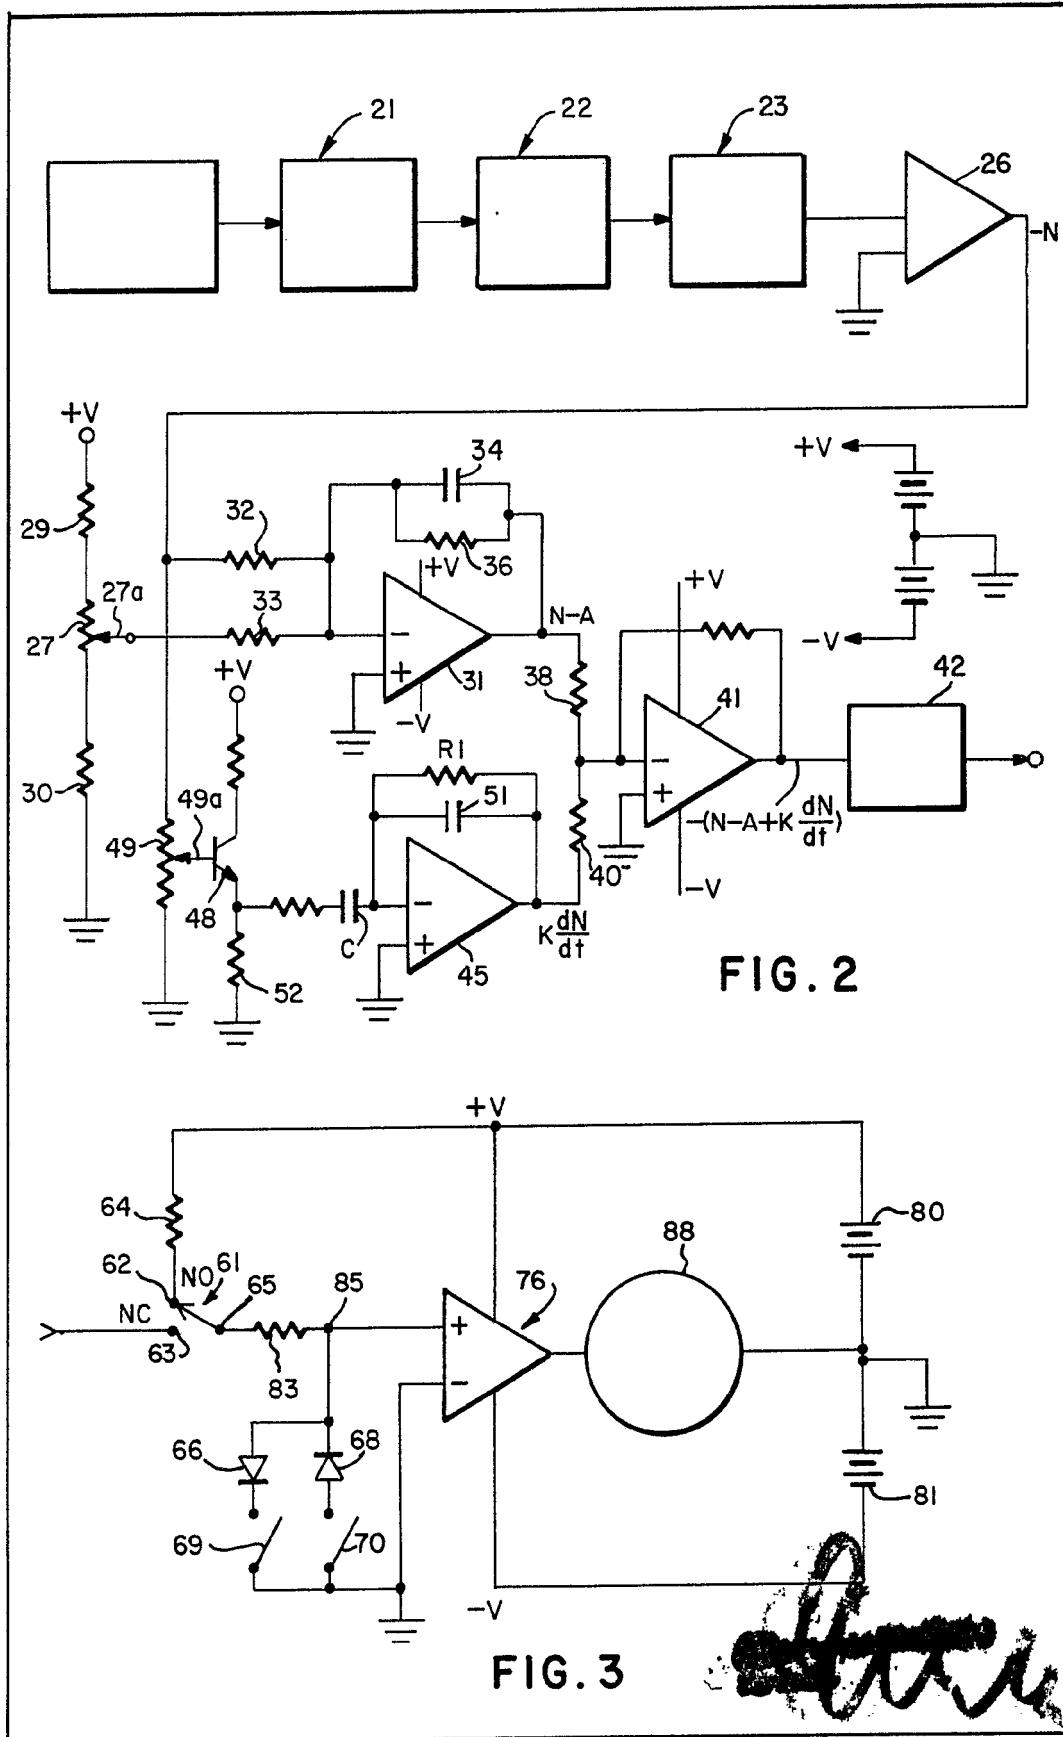 21
22
23
26
-N
+V
29
27
27a
30
32
33
34
36
+V
-
+
31
-V
N-A
38
+V
-V
+V
41
-
+
-V
42
-(N-A+K dN/dt)
+V
49
49a
48
52
R1
51
C
-
+
45
40
K dN/dt
FIG. 2
+V
64
62
NO
61
65
NC
63
83
85
76
+
-
88
80
81
66
68
69
70
-V
FIG. 3